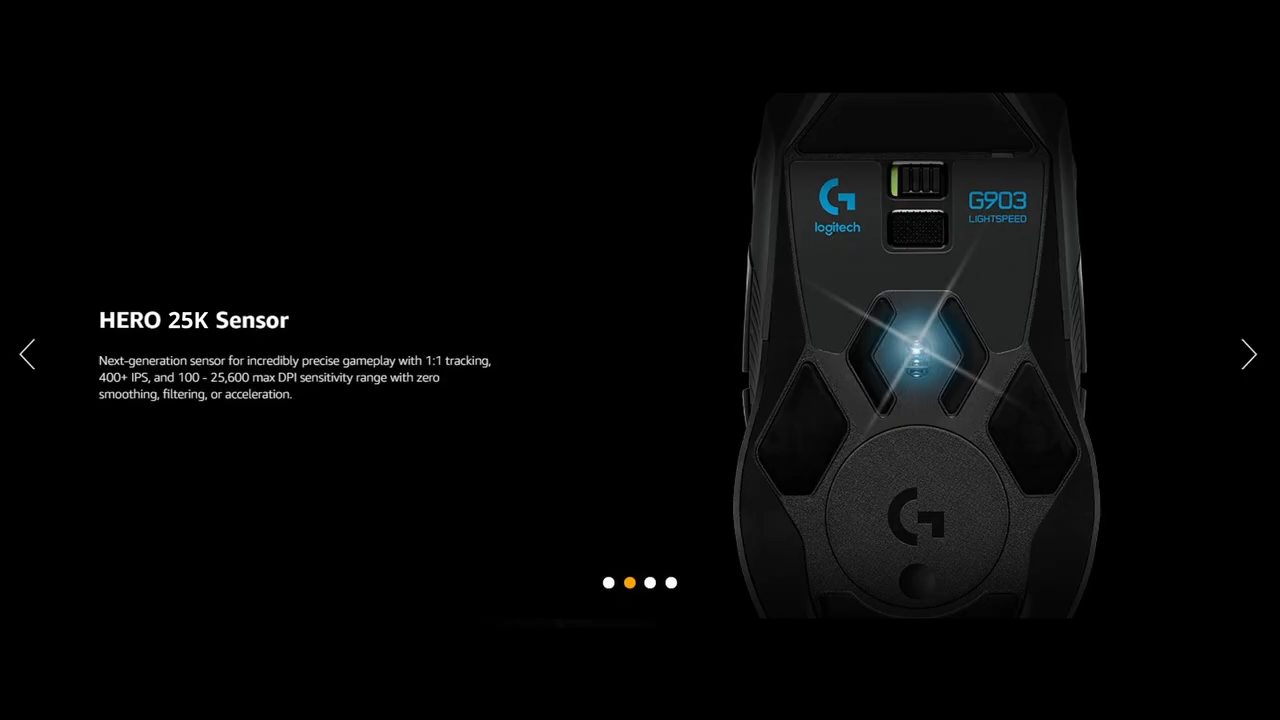 HERO 25K Sensor
Next-generation sensor for incredibly precise gameplay with 1:1 tracking,
400+ IPS, and 100 - 25,600 max DPI sensitivity range with zero
smoothing, filtering, or acceleration.
logitech
G903
LIGHTSPEED